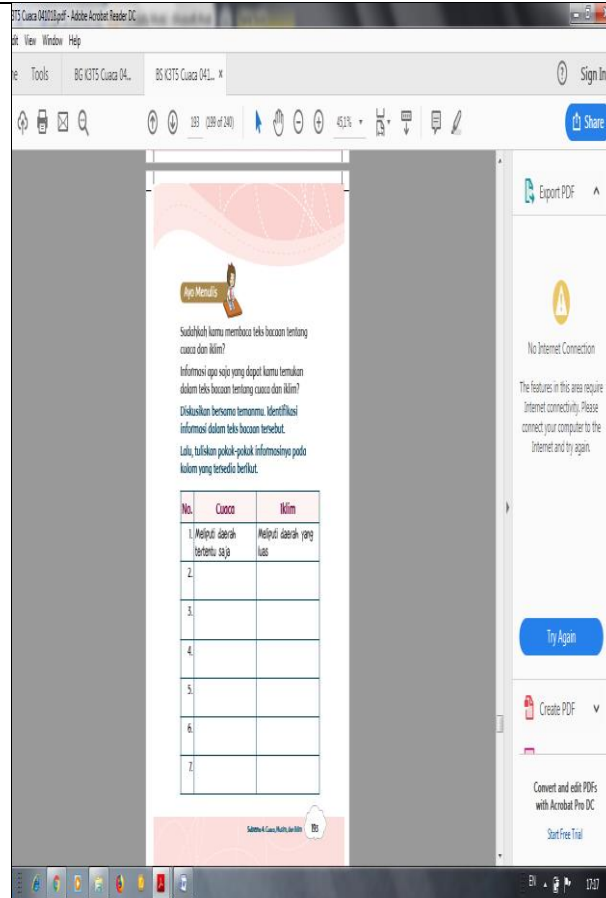 3T5 Cuaca 041018.pdf - Adobe Acrobat Reader DC
dit View Window Help
Tools BG K3T5 Cuaca 04... BS K3T5 Cuaca 041... x
Sign In
193 (199 of 240) 45,1% Share
Export PDF
Ayo Menulis
Sudahkah kamu membaca teks bacaan tentang
cuaca dan iklim?
Informasi apa saja yang dapat kamu temukan
dalam teks bacaan tentang cuaca dan iklim?
Diskusikan bersama temanmu. Identifikasi
informasi dalam teks bacaan tersebut.
Lalu, tuliskan pokok-pokok informasinya pada
kolom yang tersedia berikut.
No. Cuaca Iklim
1. Meliputi daerah Meliputi daerah yang
tertentu saja luas
2.
3.
4.
5.
6.
7.
Subtema 4: Cuaca, Musim, dan Iklim 193
No Internet Connection
The features in this area require
Internet connectivity. Please
connect your computer to the
Internet and try again.
Try Again
Create PDF
Convert and edit PDFs
with Acrobat Pro DC
Start Free Trial
EN 17:17